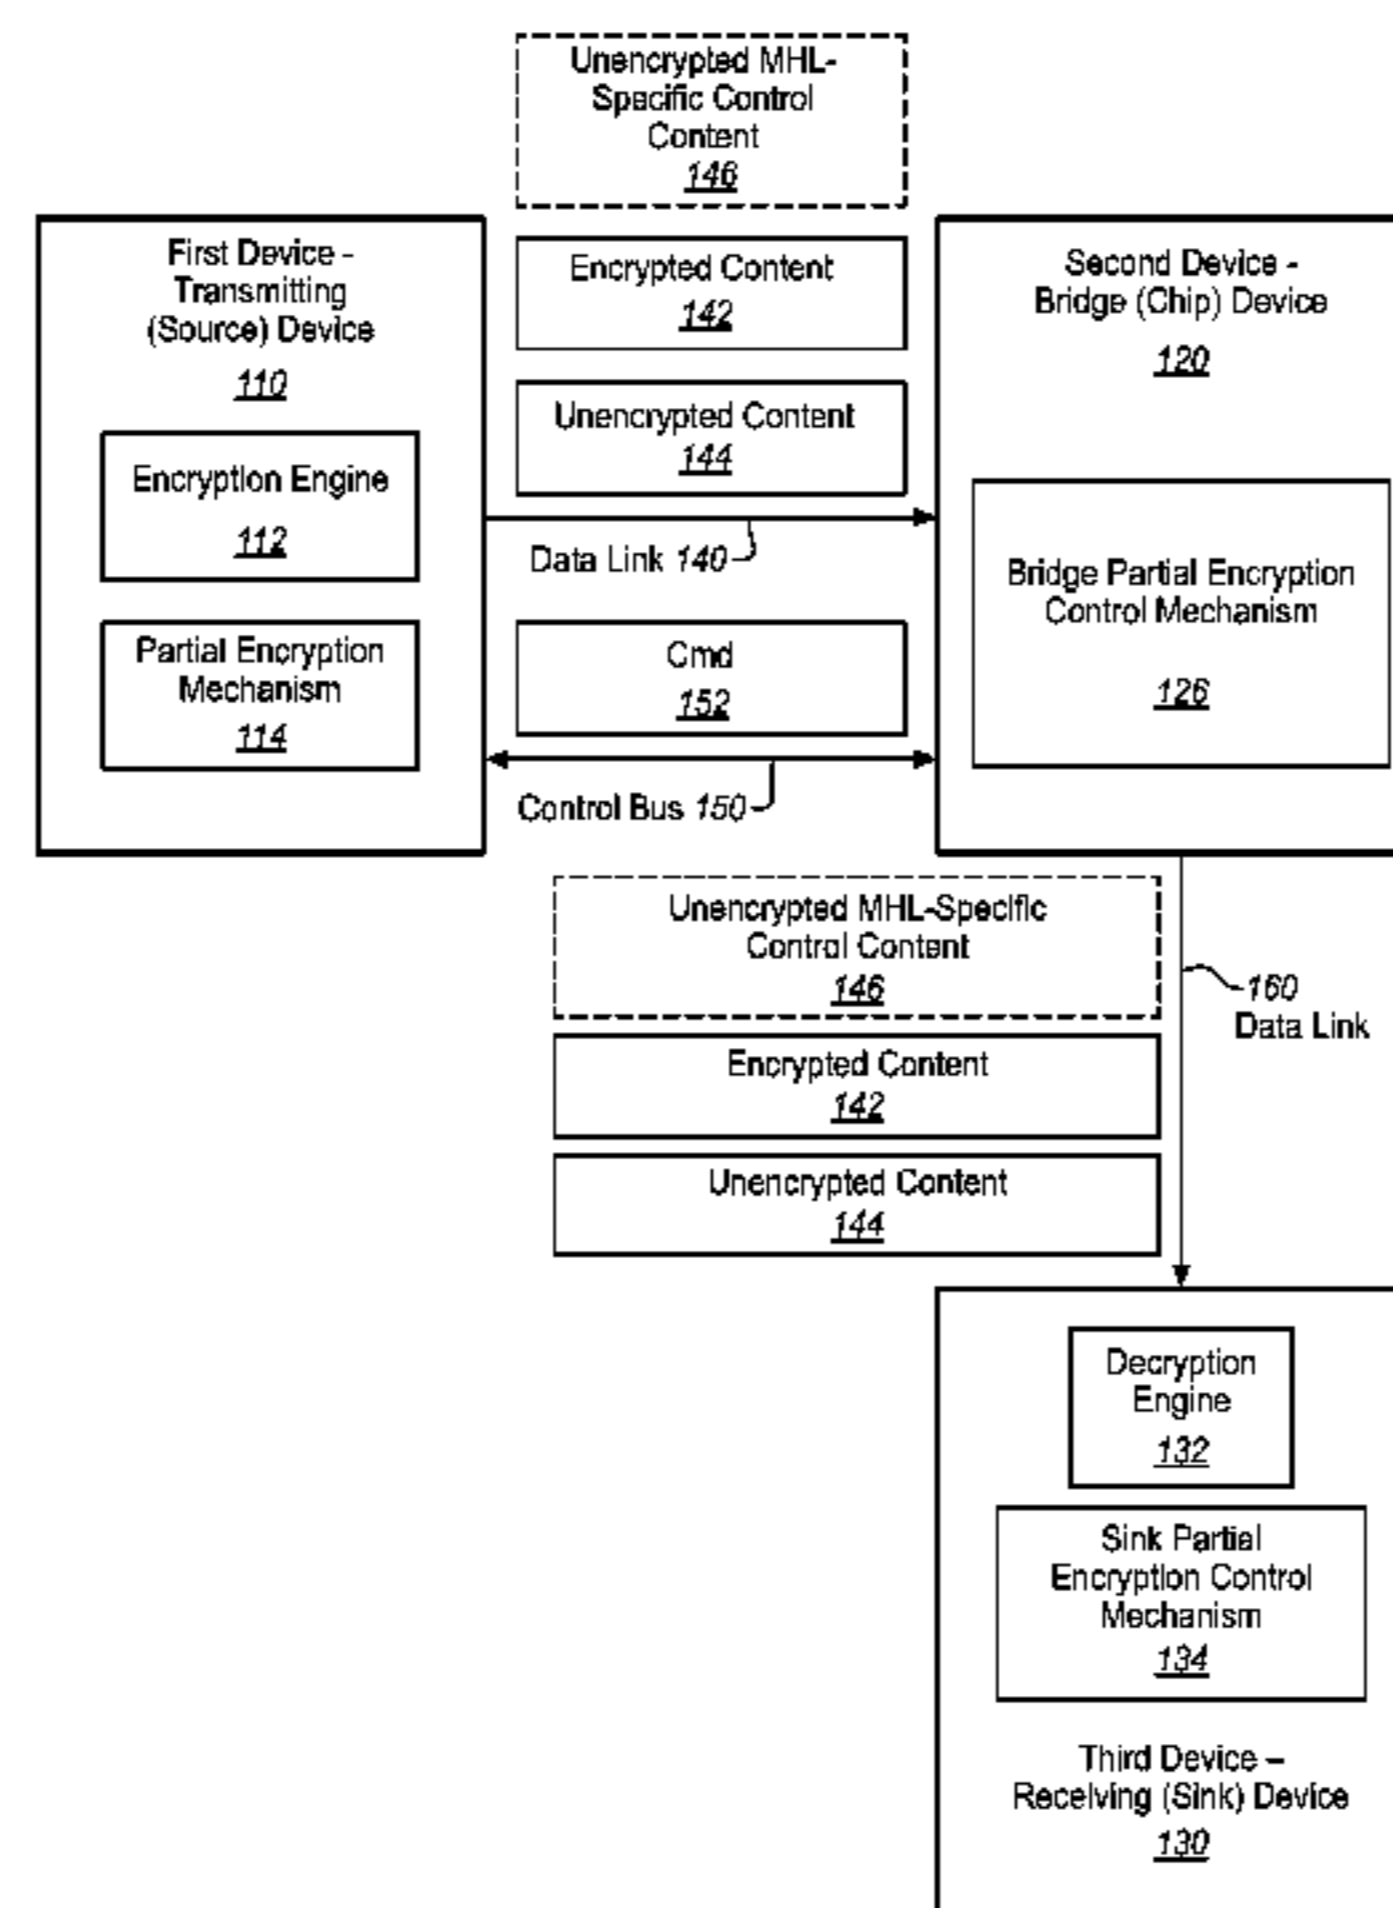 Unencrypted MHL-
Specific Control
Content
146
First Device -
Transmitting
(Source) Device
110
Encryption Engine
112
Partial Encryption
Mechanism
114
Encrypted Content
142
Unencrypted Content
144
Data Link 140
Cmd
152
Control Bus 150
Second Device -
Bridge (Chip) Device
120
Bridge Partial Encryption
Control Mechanism
126
Unencrypted MHL-Specific
Control Content
146
Encrypted Content
142
Unencrypted Content
144
160
Data Link
Decryption
Engine
132
Sink Partial
Encryption Control
Mechanism
134
Third Device –
Receiving (Sink) Device
130